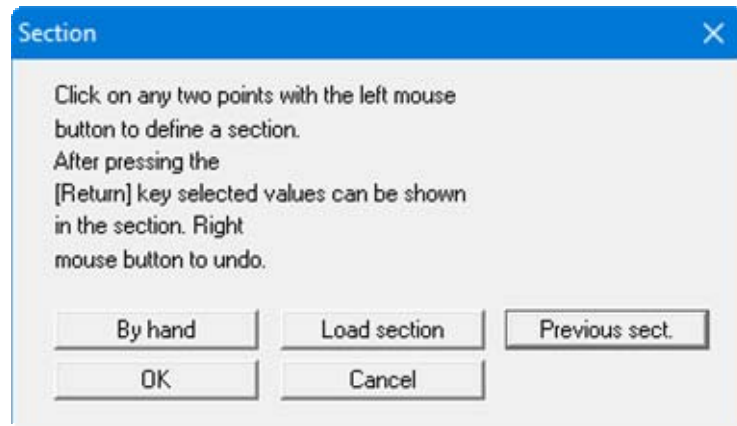 Section
Click on any two points with the left mouse
button to define a section.
After pressing the
[Return] key selected values can be shown
in the section. Right
mouse button to undo.
By hand Load section Previous sect.
OK Cancel